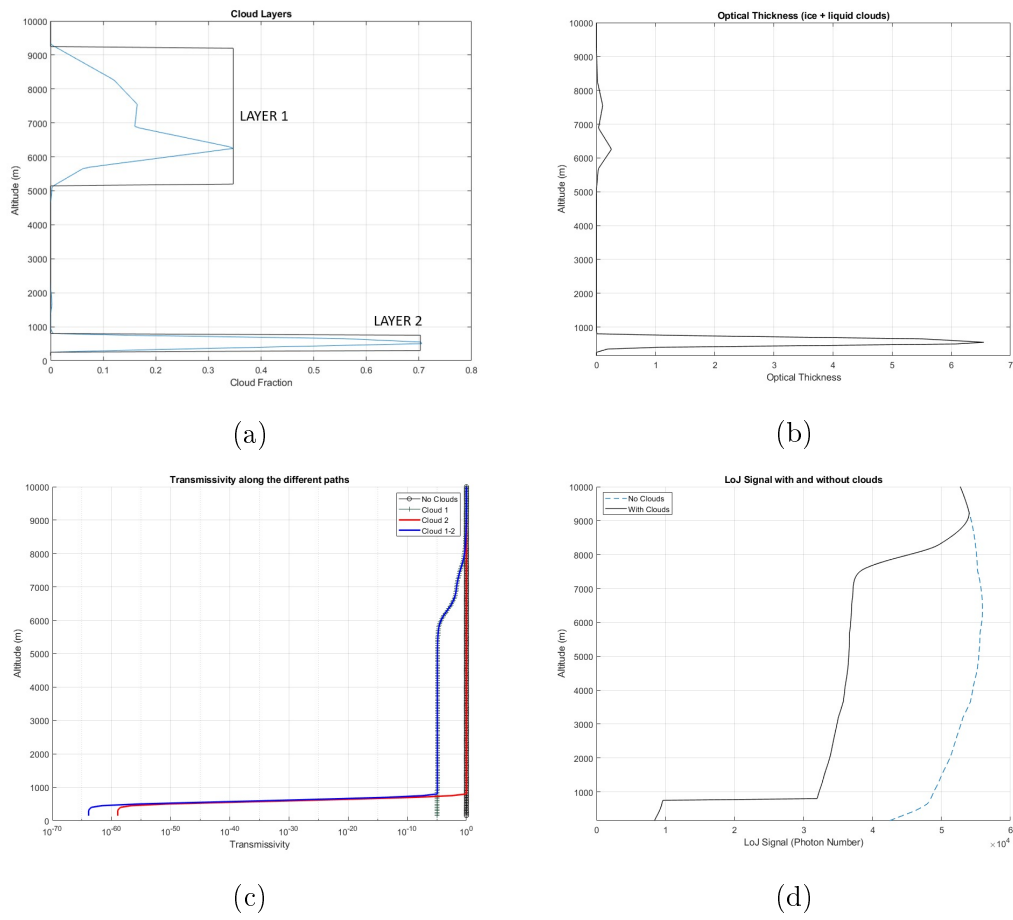 Cloud Layers
10000
9000
8000
7000
6000
5000
4000
3000
2000
1000
0
Altitude (m)
LAYER 1
LAYER 2
0 0.1 0.2 0.3 0.4 0.5 0.6 0.7 0.8
Cloud Fraction
(a)
Optical Thickness (ice + liquid clouds)
10000
9000
8000
7000
6000
5000
4000
3000
2000
1000
Altitude (m)
0 1 2 3 4 5 6 7
Optical Thickness
(b)
Transmissivity along the different paths
10000
9000
8000
7000
6000
5000
4000
3000
2000
1000
0
Altitude (m)
No Clouds
Cloud 1
Cloud 2
Cloud 1-2
10^-70 10^-60 10^-50 10^-40 10^-30 10^-20 10^-10 10^0
Transmissivity
(c)
LoJ Signal with and without clouds
10000
9000
8000
7000
6000
5000
4000
3000
2000
1000
Altitude (m)
No Clouds
With Clouds
0 1 2 3 4 5 6
×10^4
LoJ Signal (Photon Number)
(d)